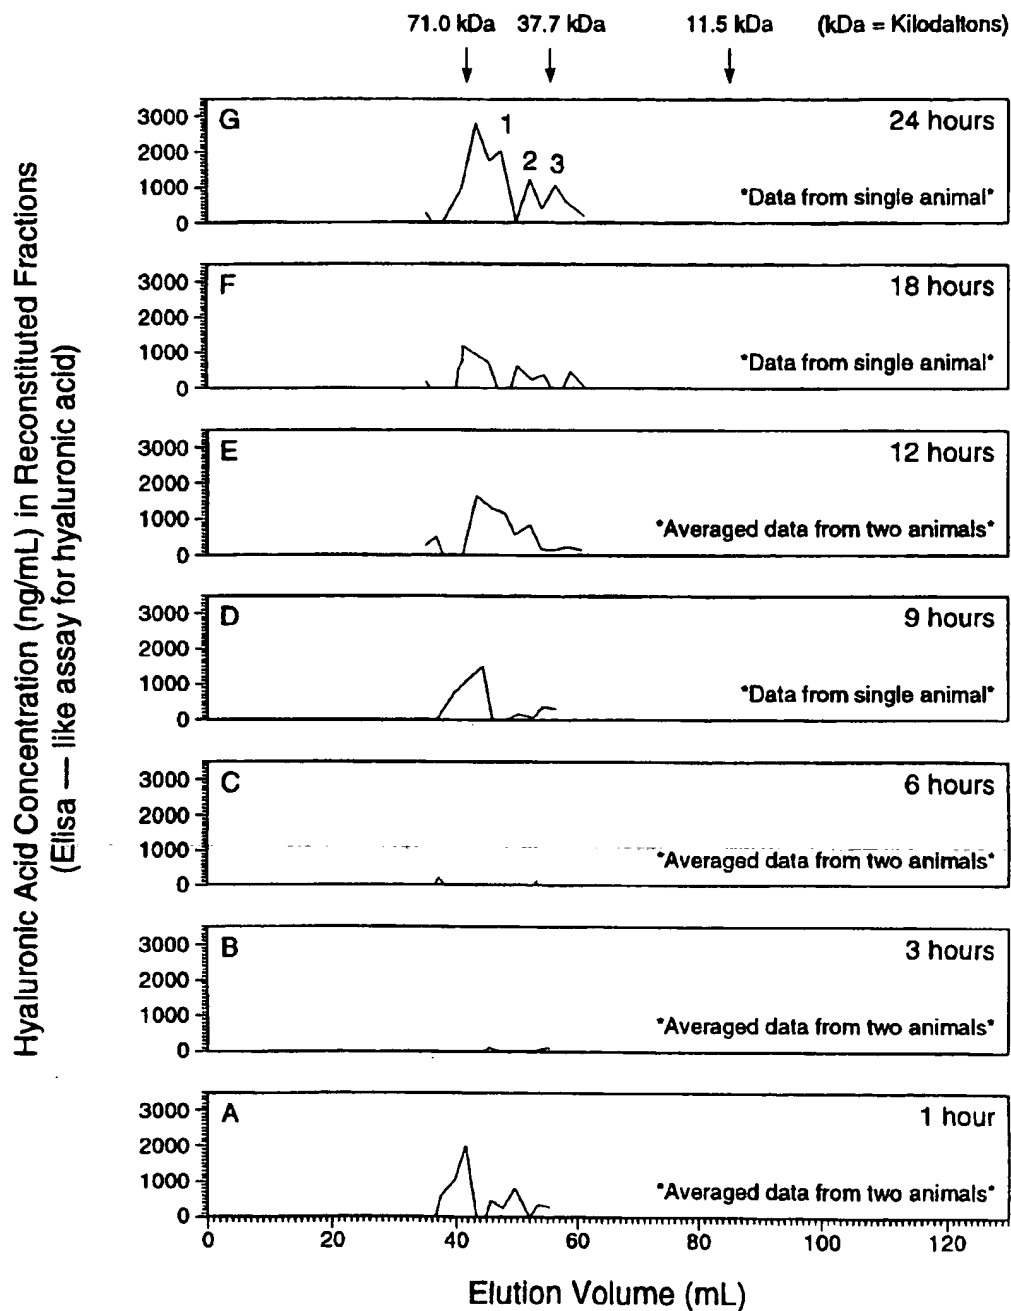 71.0 kDa 37.7 kDa 11.5 kDa (kDa = Kilodaltons)
Hyaluronic Acid Concentration (ng/mL) in Reconstituted Fractions
(Elisa — like assay for hyaluronic acid)
3000
2000
1000
0
G
1
2 3
24 hours
*Data from single animal*
3000
2000
1000
0
F
18 hours
*Data from single animal*
3000
2000
1000
0
E
12 hours
*Averaged data from two animals*
3000
2000
1000
0
D
9 hours
*Data from single animal*
3000
2000
1000
0
C
6 hours
*Averaged data from two animals*
3000
2000
1000
0
B
3 hours
*Averaged data from two animals*
3000
2000
1000
0
A
1 hour
*Averaged data from two animals*
0 20 40 60 80 100 120
Elution Volume (mL)